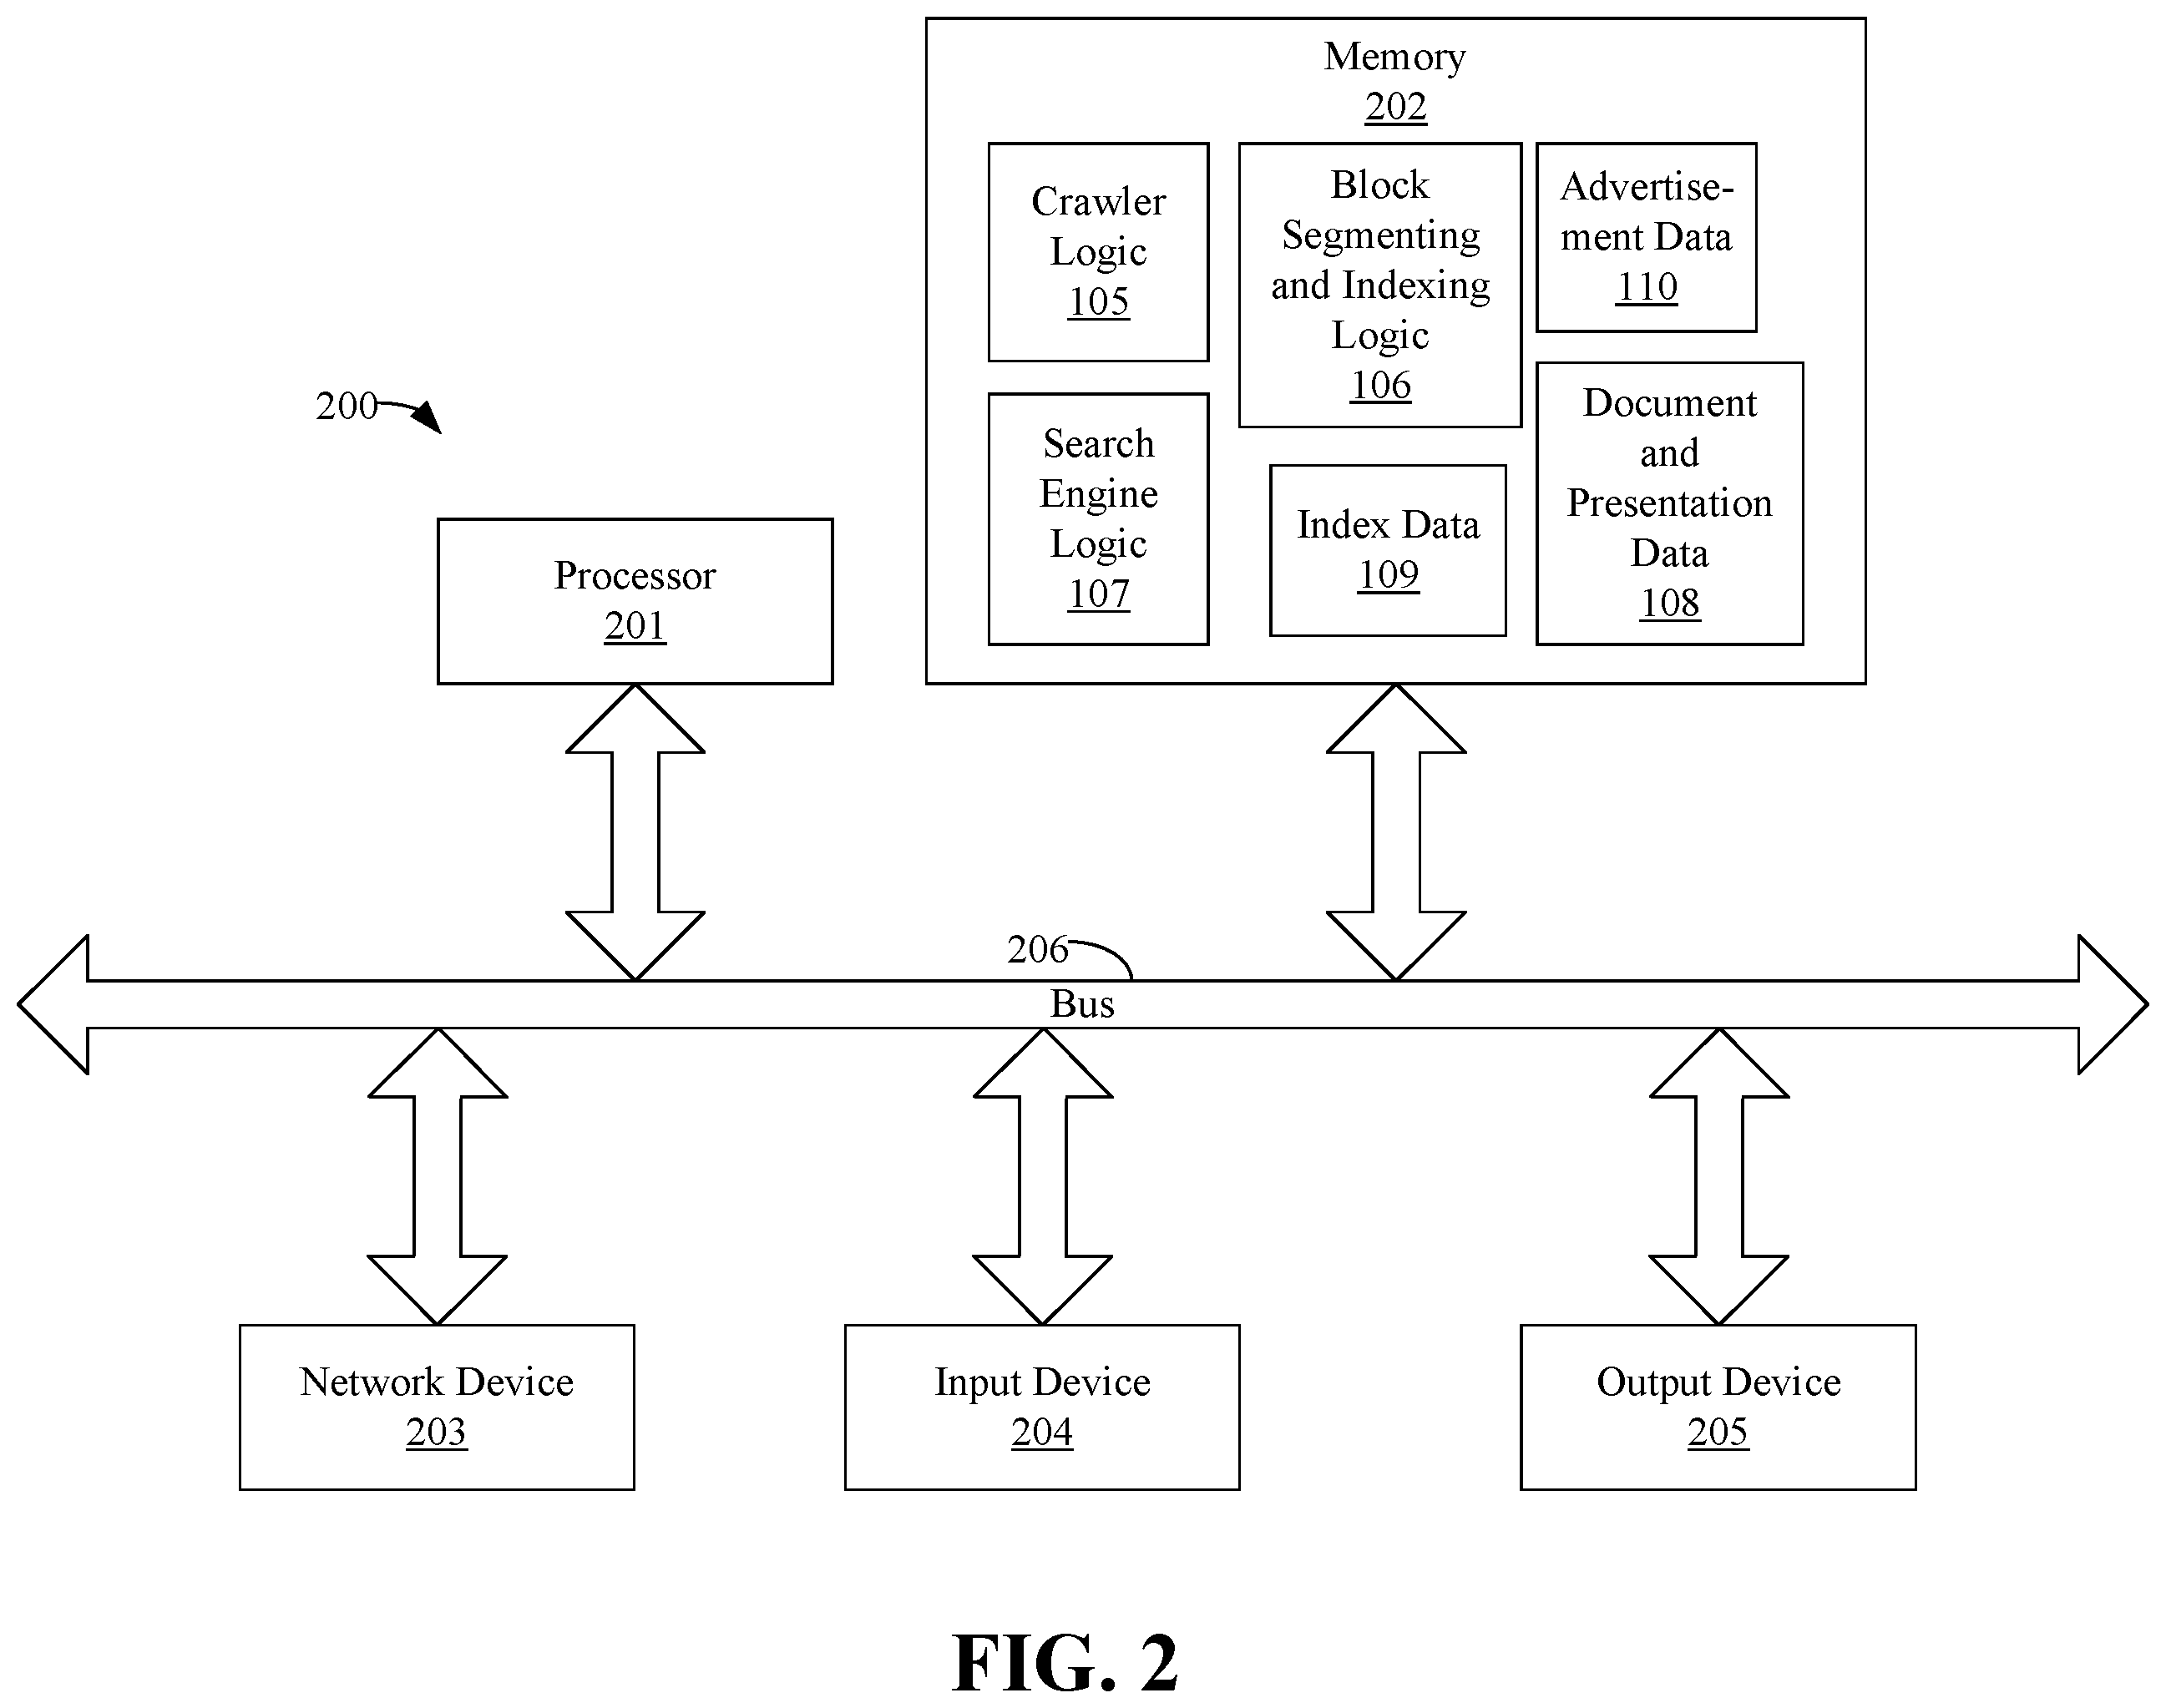 Memory
202
Crawler
Logic
105
Block
Segmenting
and Indexing
Logic
106
Advertise-
ment Data
110
Search
Engine
Logic
107
Index Data
109
Document
and
Presentation
Data
108
200
Processor
201
206
Bus
Network Device
203
Input Device
204
Output Device
205
FIG. 2